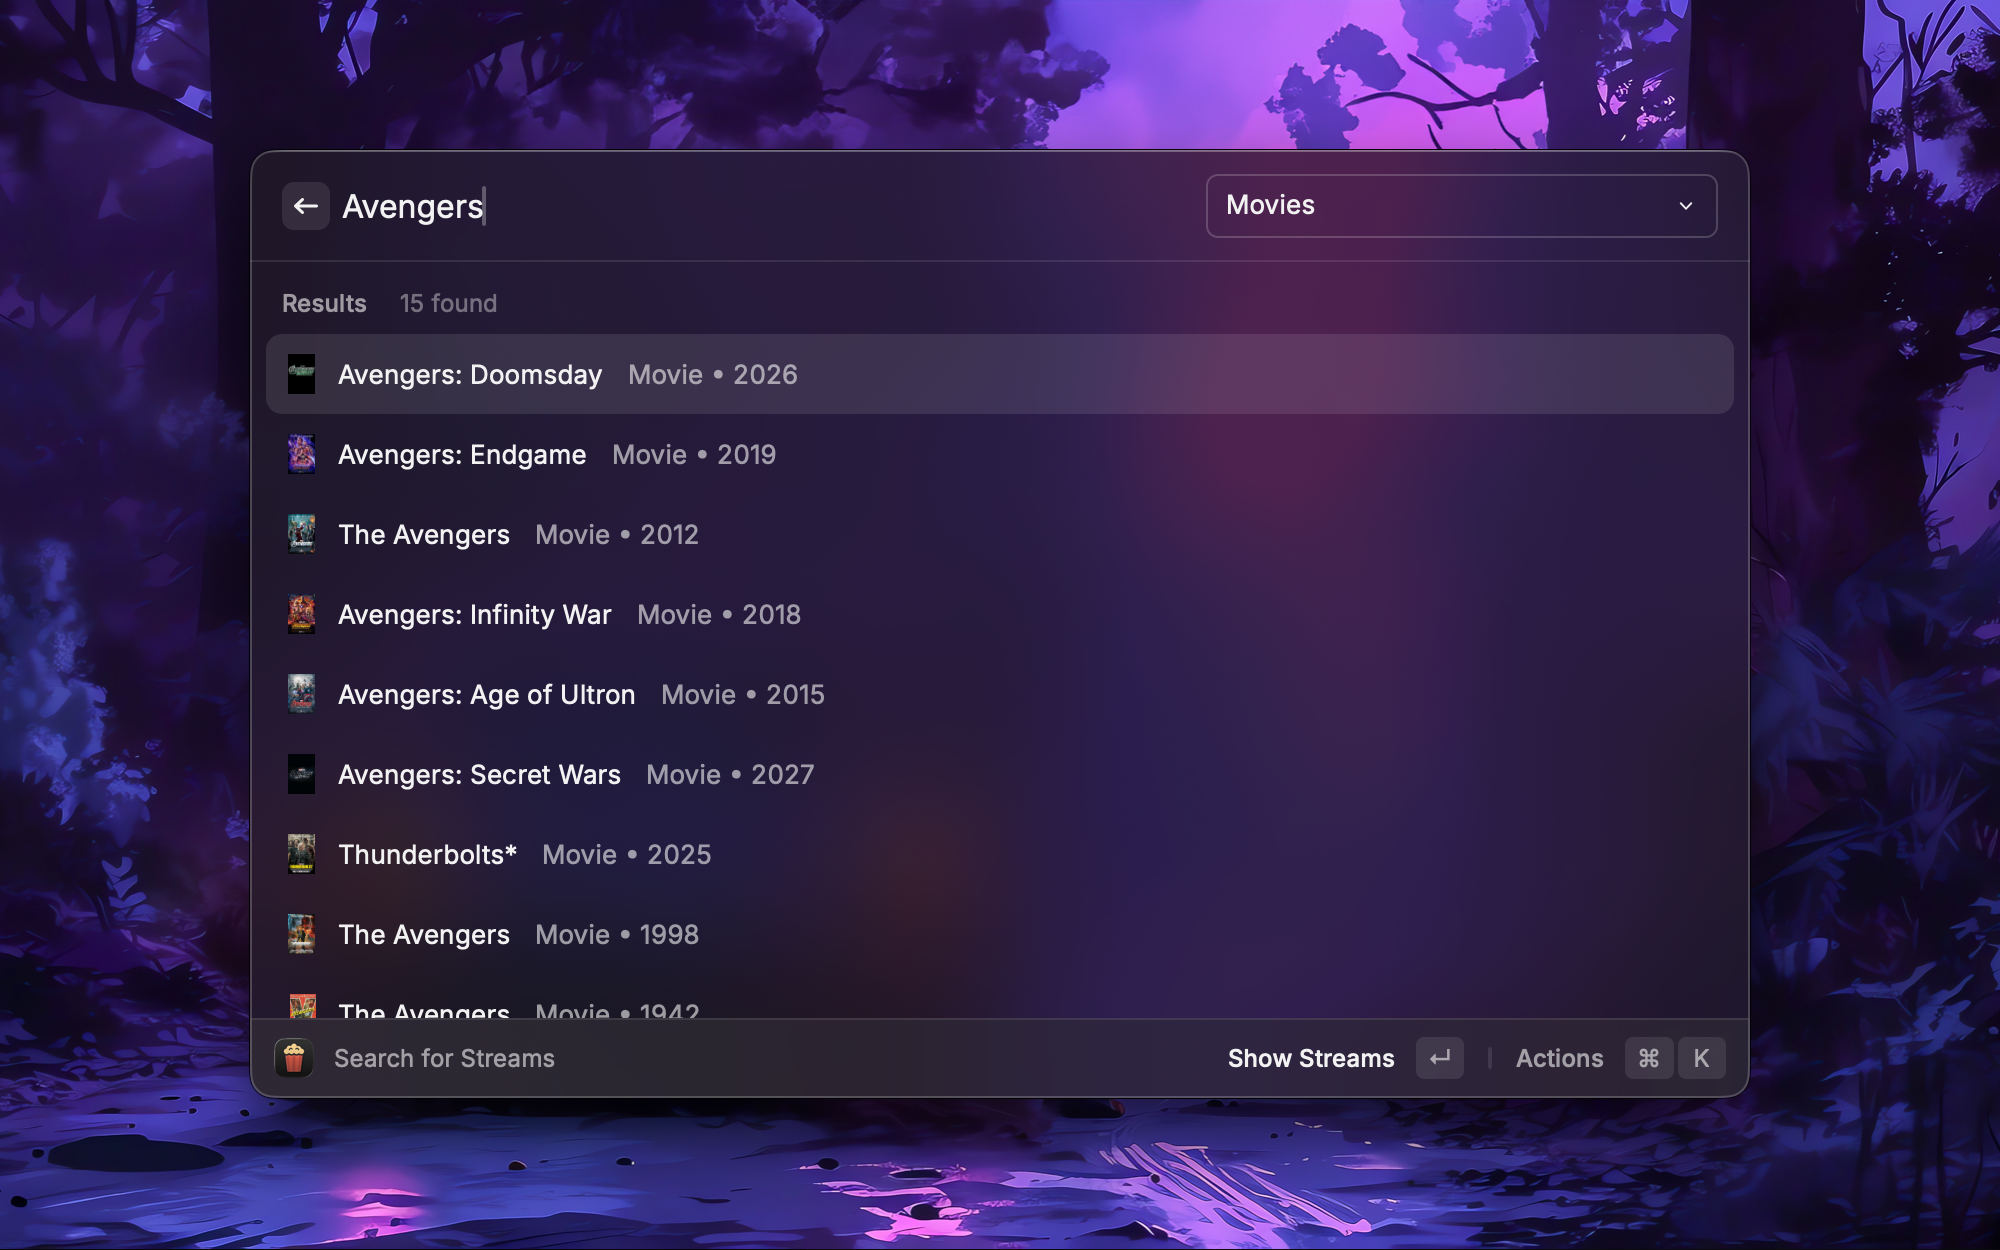 Avengers
Movies
Results 15 found
Avengers: Doomsday Movie • 2026
Avengers: Endgame Movie • 2019
The Avengers Movie • 2012
Avengers: Infinity War Movie • 2018
Avengers: Age of Ultron Movie • 2015
Avengers: Secret Wars Movie • 2027
Thunderbolts* Movie • 2025
The Avengers Movie • 1998
The Avengers Movie • 1942
Search for Streams Show Streams ↵ Actions ⌘ K